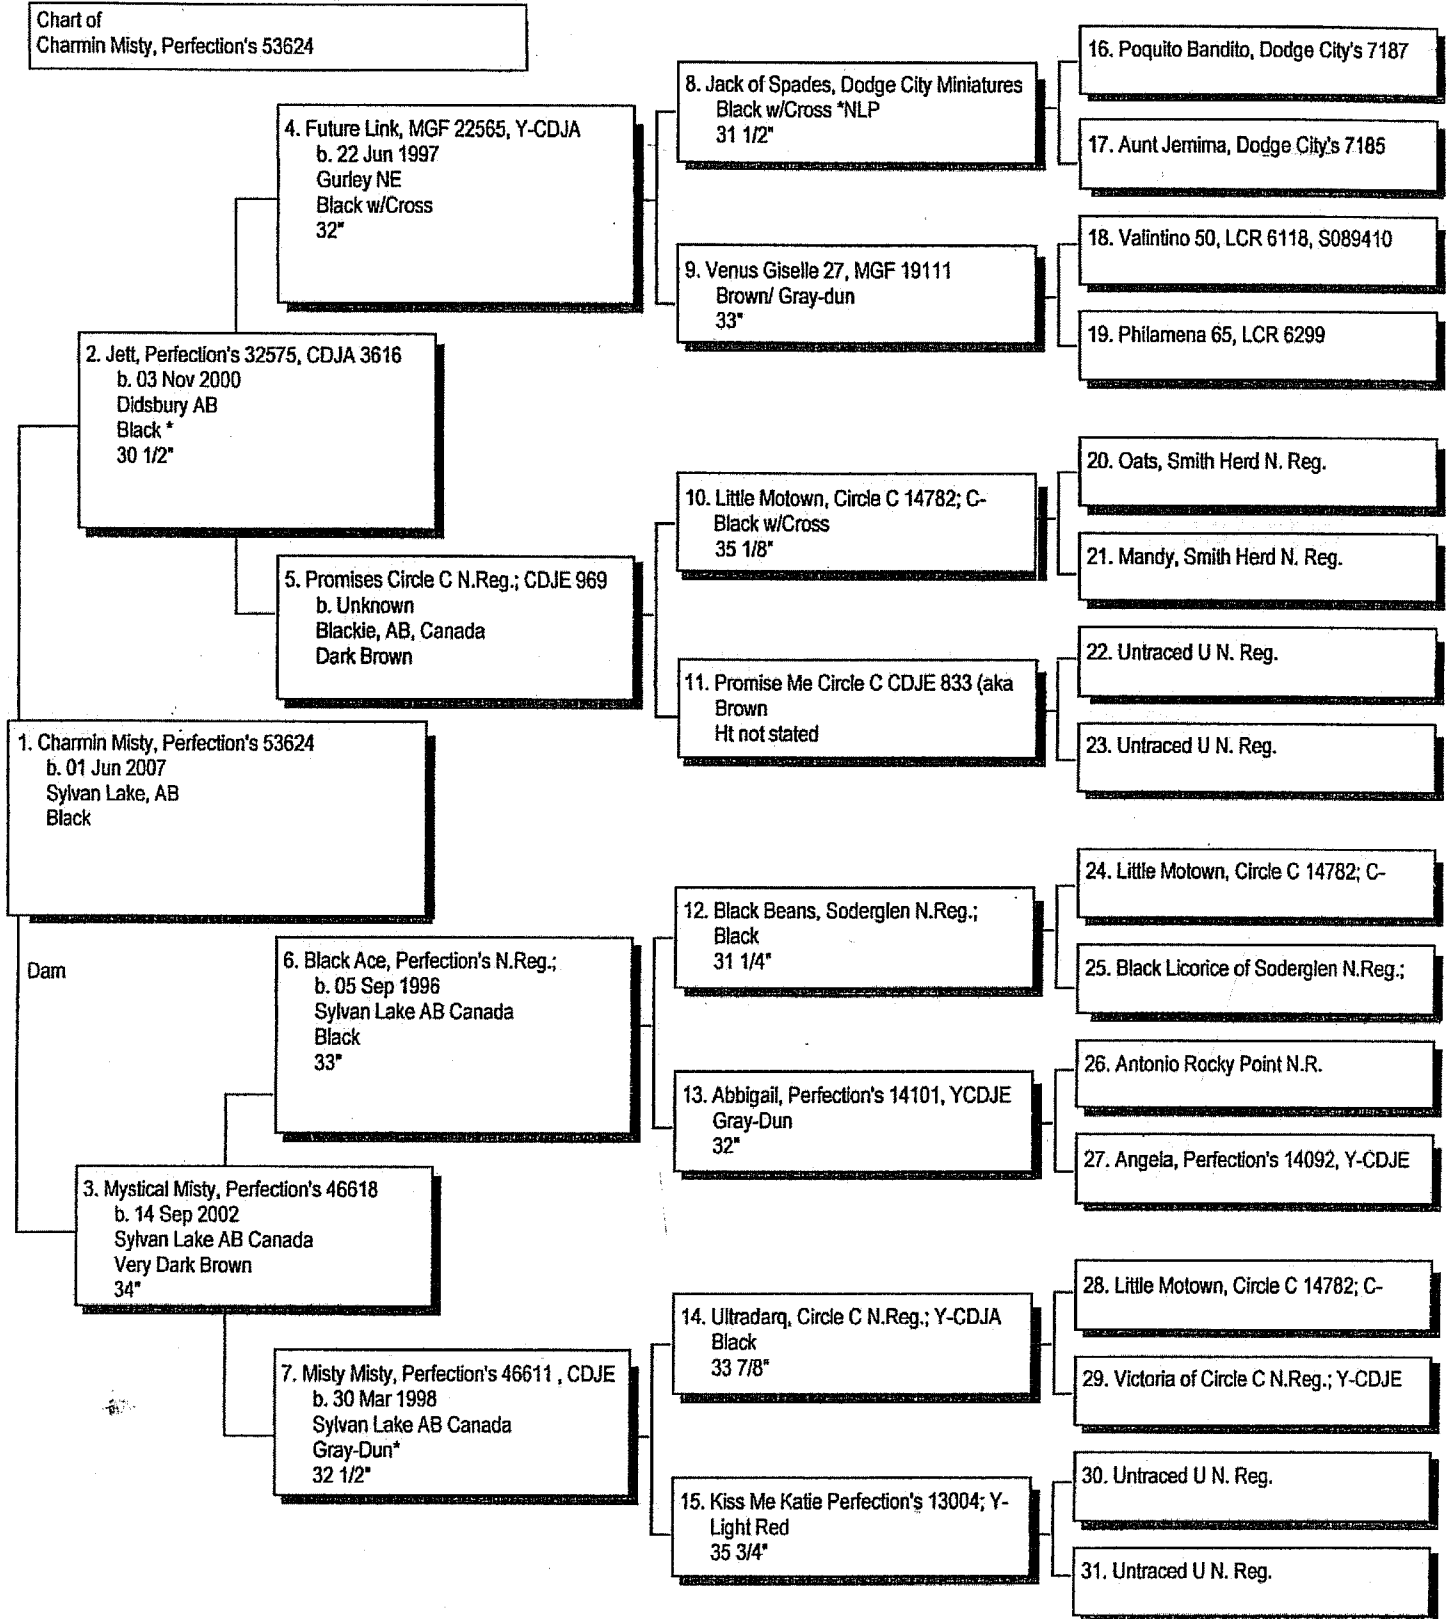 Chart of
Charmin Misty, Perfection's 53624
1. Charmin Misty, Perfection's 53624
b. 01 Jun 2007
Sylvan Lake, AB
Black
Dam
2. Jett, Perfection's 32575, CDJA 3616
b. 03 Nov 2000
Didsbury AB
Black *
30 1/2"
3. Mystical Misty, Perfection's 46618
b. 14 Sep 2002
Sylvan Lake AB Canada
Very Dark Brown
34"
4. Future Link, MGF 22565, Y-CDJA
b. 22 Jun 1997
Gurley NE
Black w/Cross
32"
5. Promises Circle C N.Reg.; CDJE 969
b. Unknown
Blackie, AB, Canada
Dark Brown
6. Black Ace, Perfection's N.Reg.;
b. 05 Sep 1996
Sylvan Lake AB Canada
Black
33"
7. Misty Misty, Perfection's 46611 , CDJE
b. 30 Mar 1998
Sylvan Lake AB Canada
Gray-Dun*
32 1/2"
8. Jack of Spades, Dodge City Miniatures
Black w/Cross *NLP
31 1/2"
9. Venus Giselle 27, MGF 19111
Brown/ Gray-dun
33"
10. Little Motown, Circle C 14782; C-
Black w/Cross
35 1/8"
11. Promise Me Circle C CDJE 833 (aka
Brown
Ht not stated
12. Black Beans, Soderglen N.Reg.;
Black
31 1/4"
13. Abbigail, Perfection's 14101, YCDJE
Gray-Dun
32"
14. Ultradarq, Circle C N.Reg.; Y-CDJA
Black
33 7/8"
15. Kiss Me Katie Perfection's 13004; Y-
Light Red
35 3/4"
16. Poquito Bandito, Dodge City's 7187
17. Aunt Jemima, Dodge City's 7185
18. Valintino 50, LCR 6118, S089410
19. Philamena 65, LCR 6299
20. Oats, Smith Herd N. Reg.
21. Mandy, Smith Herd N. Reg.
22. Untraced U N. Reg.
23. Untraced U N. Reg.
24. Little Motown, Circle C 14782; C-
25. Black Licorice of Soderglen N.Reg.;
26. Antonio Rocky Point N.R.
27. Angela, Perfection's 14092, Y-CDJE
28. Little Motown, Circle C 14782; C-
29. Victoria of Circle C N.Reg.; Y-CDJE
30. Untraced U N. Reg.
31. Untraced U N. Reg.